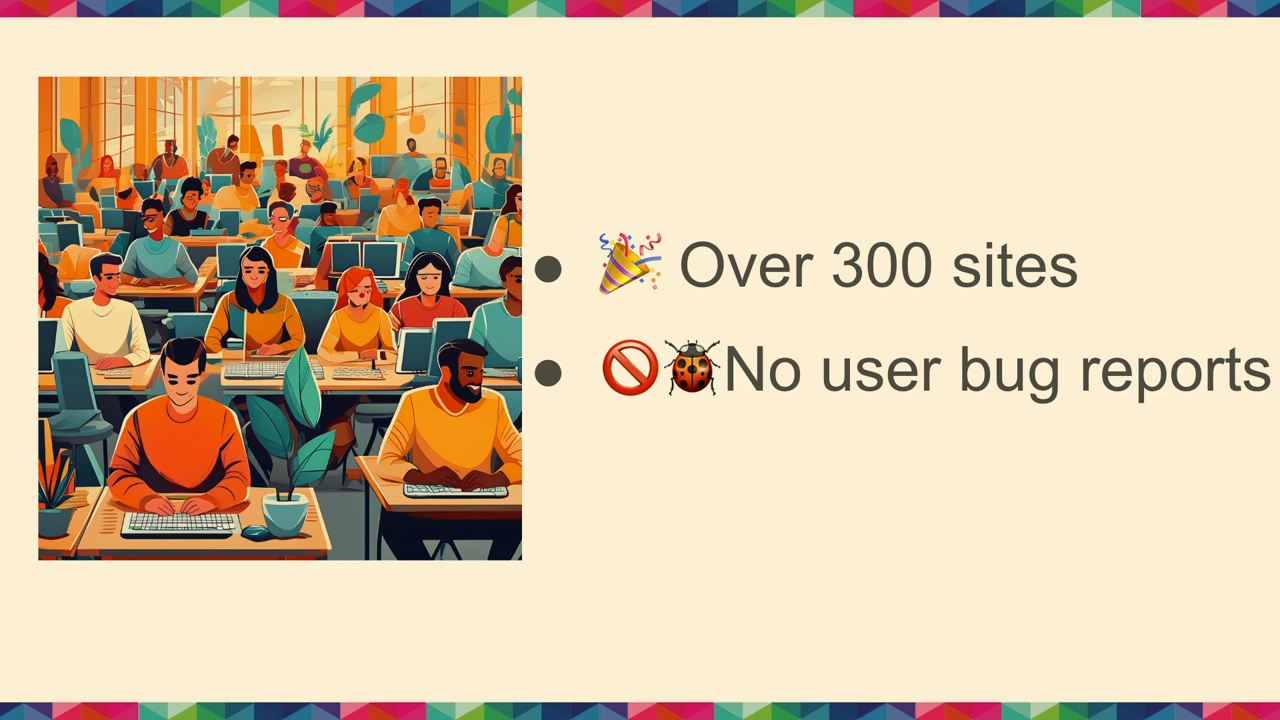 ● 🎉 Over 300 sites
● 🚫🐞No user bug reports